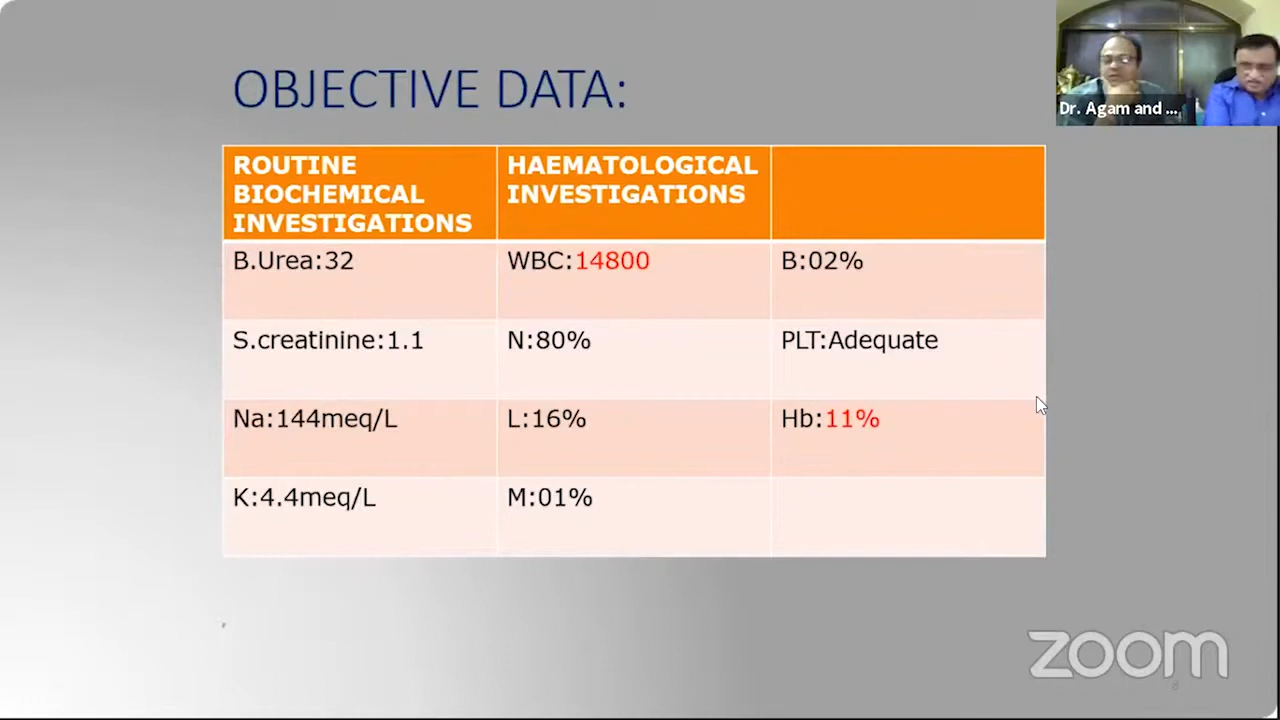 OBJECTIVE DATA:
Dr. Agam and ...
ROUTINE
BIOCHEMICAL
INVESTIGATIONS
HAEMATOLOGICAL
INVESTIGATIONS
B.Urea:32
WBC:14800
B:02%
S.creatinine:1.1
N:80%
PLT:Adequate
Na:144meq/L
L:16%
Hb:11%
K:4.4meq/L
M:01%
zoom